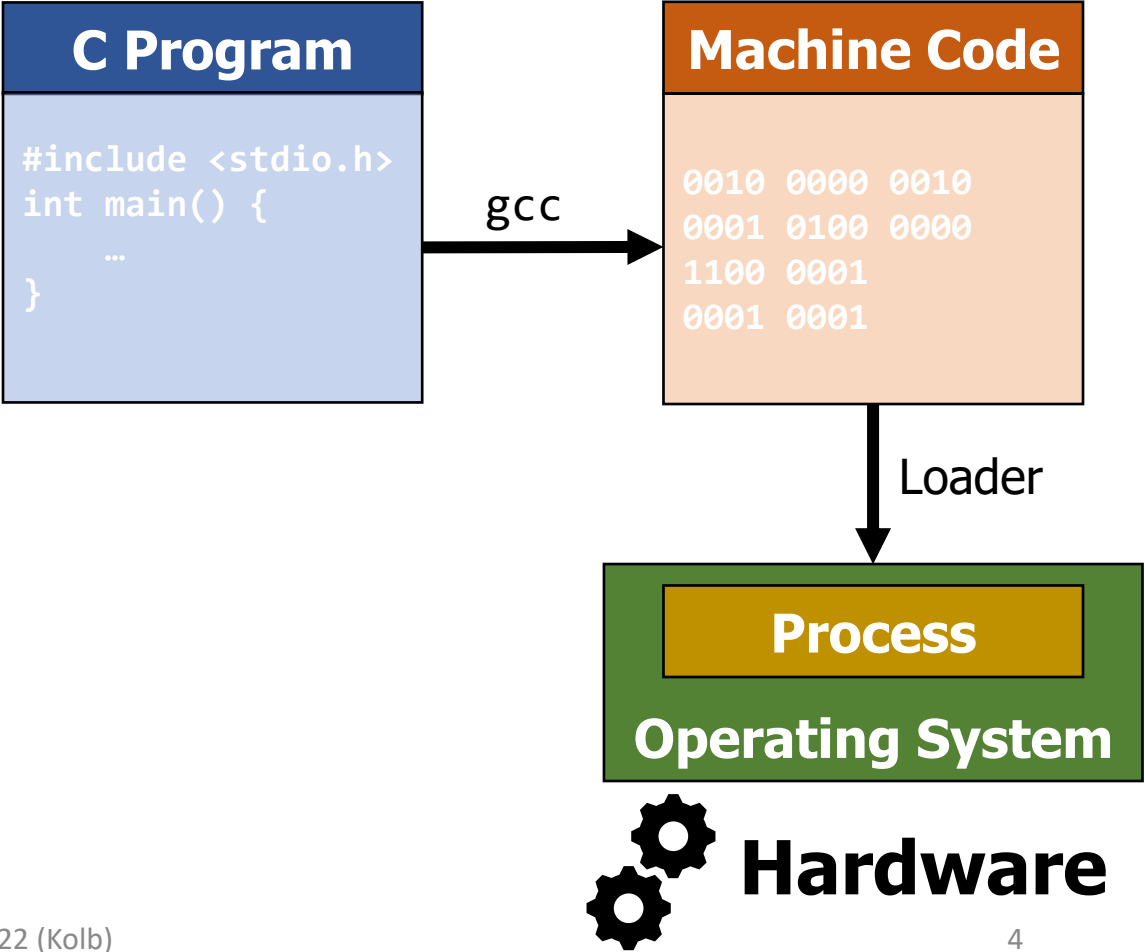 C Program
#include <stdio.h>
int main() {
    …
}
gcc
Machine Code
0010 0000 0010
0001 0100 0000
1100 0001
0001 0001
Loader
Process
Operating System
Hardware
22 (Kolb)
4